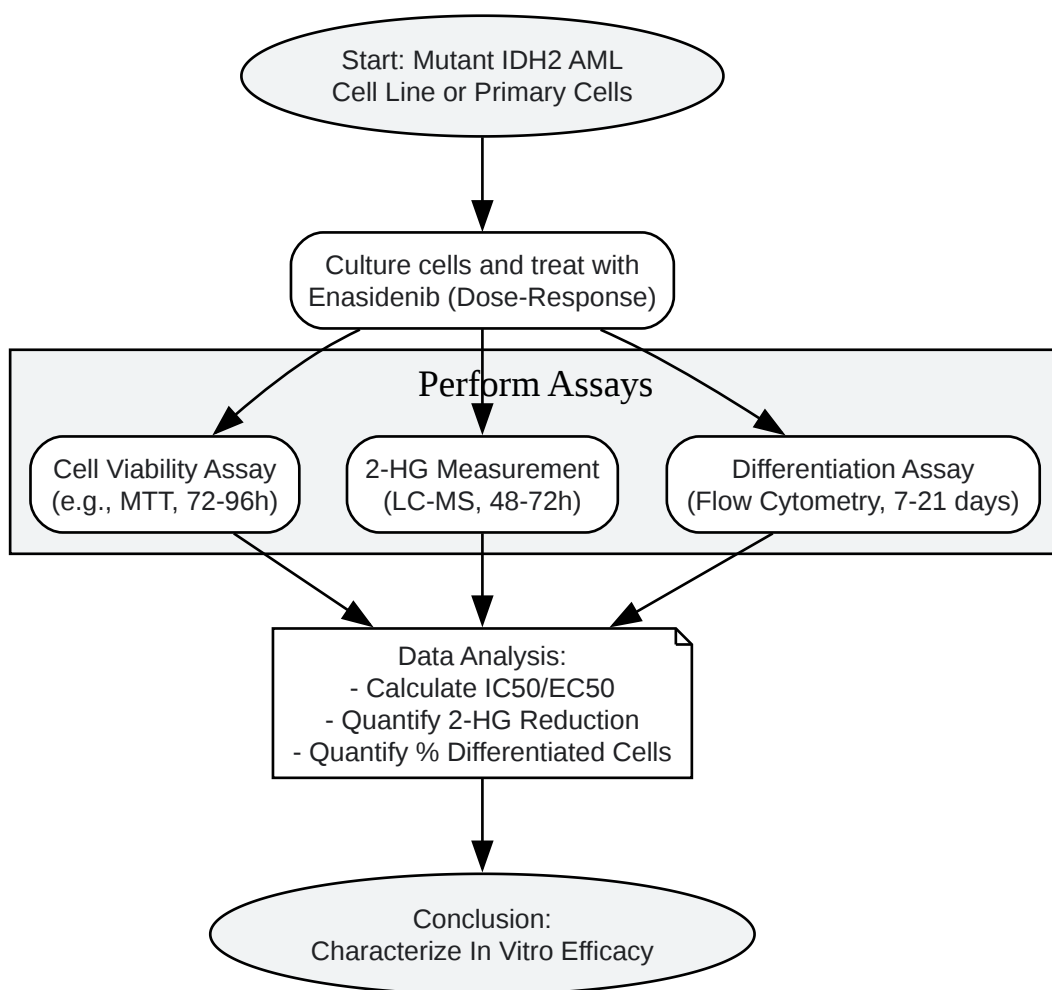 Start: Mutant IDH2 AML
Cell Line or Primary Cells
Culture cells and treat with
Enasidenib (Dose-Response)
Perform Assays
Cell Viability Assay
(e.g., MTT, 72-96h)
2-HG Measurement
(LC-MS, 48-72h)
Differentiation Assay
(Flow Cytometry, 7-21 days)
Data Analysis:
- Calculate IC50/EC50
- Quantify 2-HG Reduction
- Quantify % Differentiated Cells
Conclusion:
Characterize In Vitro Efficacy